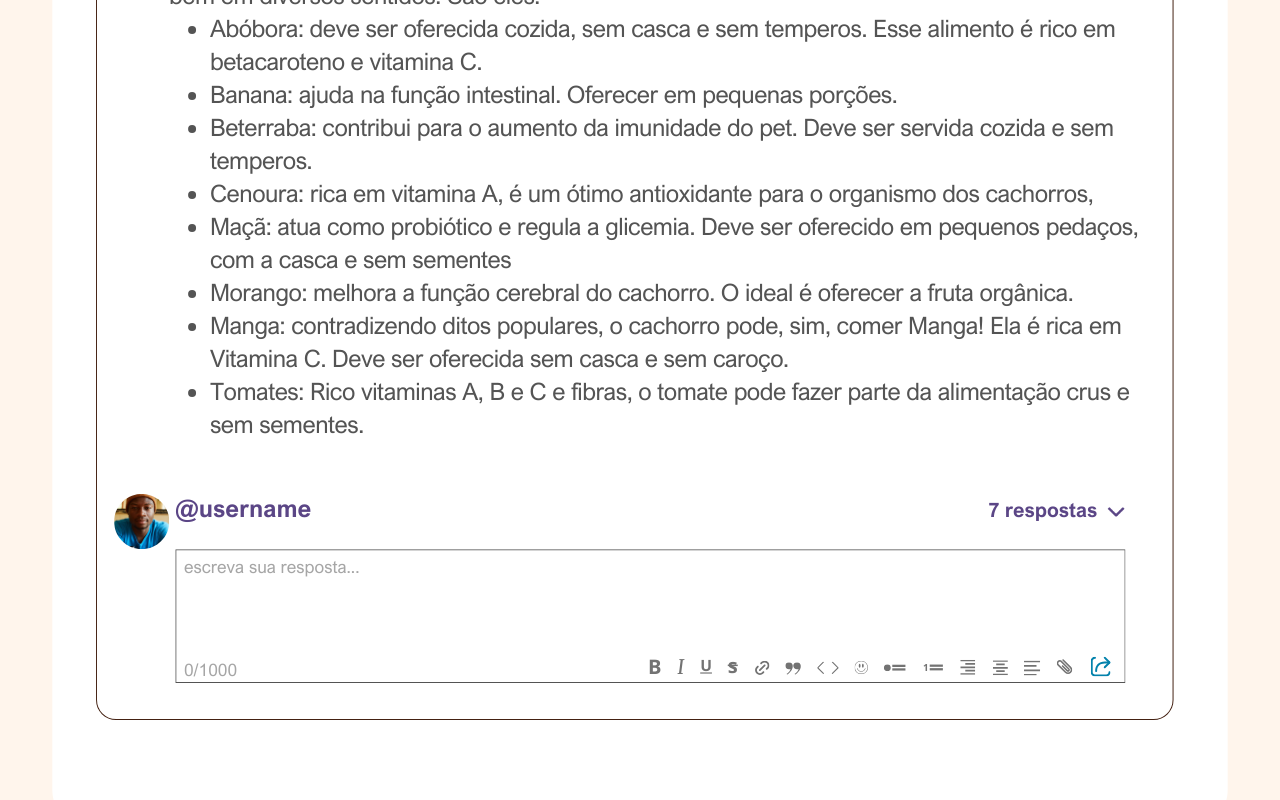 bem em diversos sentidos. São eles:
Abóbora: deve ser oferecida cozida, sem casca e sem temperos. Esse alimento é rico em
betacaroteno e vitamina C.
Banana: ajuda na função intestinal. Oferecer em pequenas porções.
Beterraba: contribui para o aumento da imunidade do pet. Deve ser servida cozida e sem
temperos.
Cenoura: rica em vitamina A, é um ótimo antioxidante para o organismo dos cachorros,
Maçã: atua como probiótico e regula a glicemia. Deve ser oferecido em pequenos pedaços,
com a casca e sem sementes
Morango: melhora a função cerebral do cachorro. O ideal é oferecer a fruta orgânica.
Manga: contradizendo ditos populares, o cachorro pode, sim, comer Manga! Ela é rica em
Vitamina C. Deve ser oferecida sem casca e sem caroço.
Tomates: Rico vitaminas A, B e C e fibras, o tomate pode fazer parte da alimentação crus e
sem sementes.
@username
7 respostas
escreva sua resposta...
0/1000
B I U S